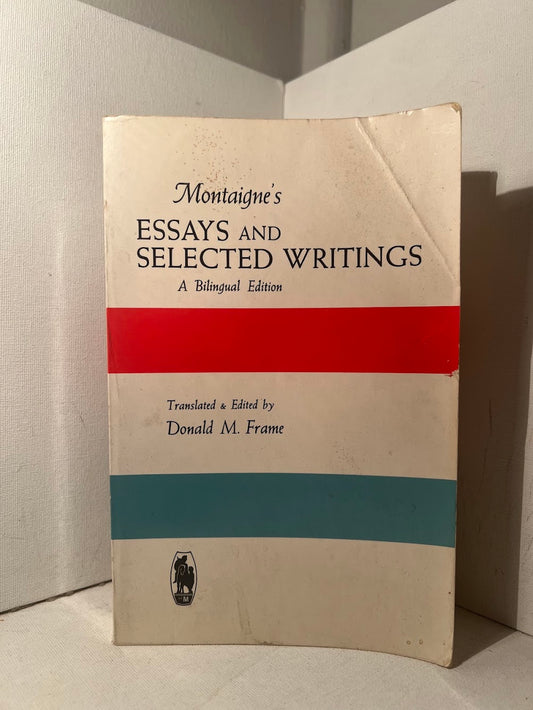 Montaigne's
ESSAYS AND
SELECTED WRITINGS
A Bilingual Edition
Translated & Edited by
Donald M. Frame
M